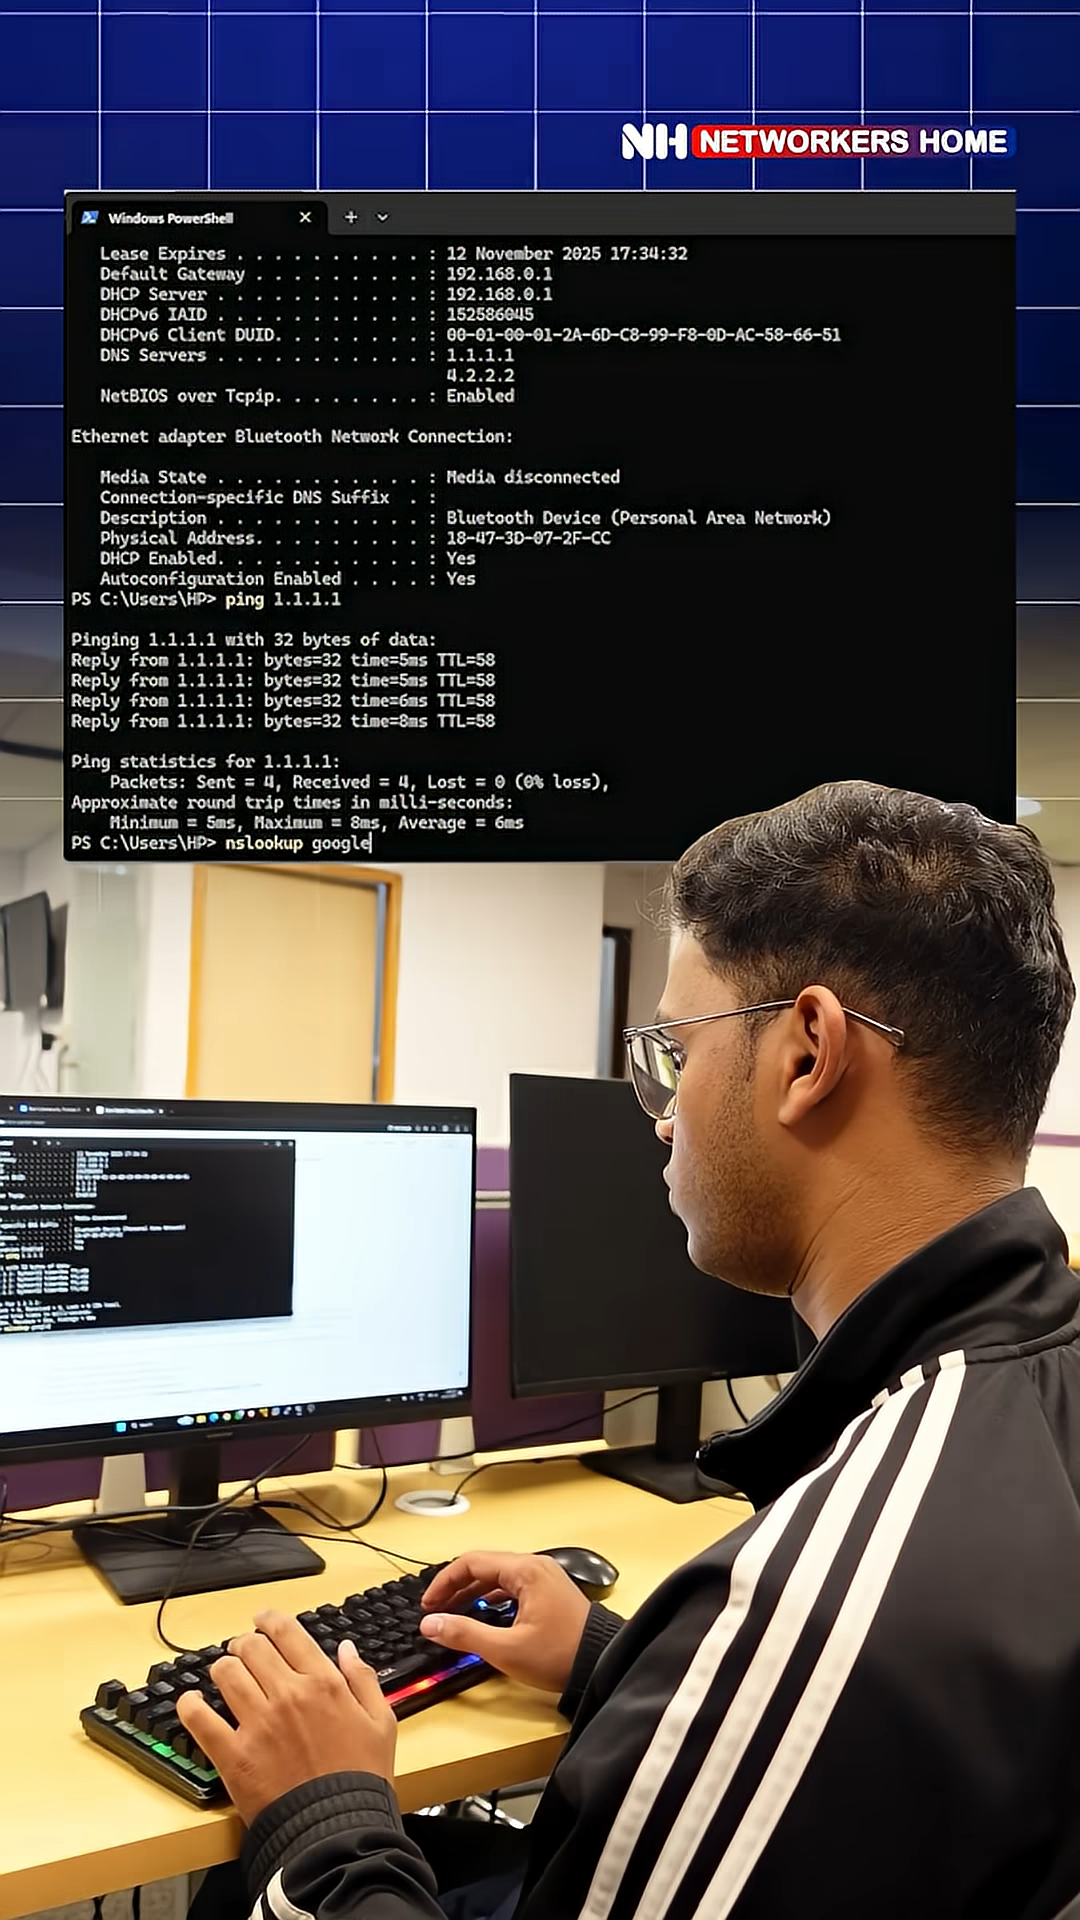 NH NETWORKERS HOME
Windows PowerShell
Lease Expires . . . . . . . . . . : 12 November 2025 17:34:32
Default Gateway . . . . . . . . . : 192.168.0.1
DHCP Server . . . . . . . . . . . : 192.168.0.1
DHCPv6 IAID . . . . . . . . . . . : 152586045
DHCPv6 Client DUID. . . . . . . . : 00-01-00-01-2A-6D-C8-99-F8-0D-AC-58-66-51
DNS Servers . . . . . . . . . . . : 1.1.1.1
4.2.2.2
NetBIOS over Tcpip. . . . . . . . : Enabled
Ethernet adapter Bluetooth Network Connection:
Media State . . . . . . . . . . . : Media disconnected
Connection-specific DNS Suffix  . :
Description . . . . . . . . . . . : Bluetooth Device (Personal Area Network)
Physical Address. . . . . . . . . : 18-47-3D-07-2F-CC
DHCP Enabled. . . . . . . . . . . : Yes
Autoconfiguration Enabled . . . . : Yes
PS C:\Users\HP> ping 1.1.1.1
Pinging 1.1.1.1 with 32 bytes of data:
Reply from 1.1.1.1: bytes=32 time=5ms TTL=58
Reply from 1.1.1.1: bytes=32 time=5ms TTL=58
Reply from 1.1.1.1: bytes=32 time=6ms TTL=58
Reply from 1.1.1.1: bytes=32 time=8ms TTL=58
Ping statistics for 1.1.1.1:
Packets: Sent = 4, Received = 4, Lost = 0 (0% loss),
Approximate round trip times in milli-seconds:
Minimum = 5ms, Maximum = 8ms, Average = 6ms
PS C:\Users\HP> nslookup google